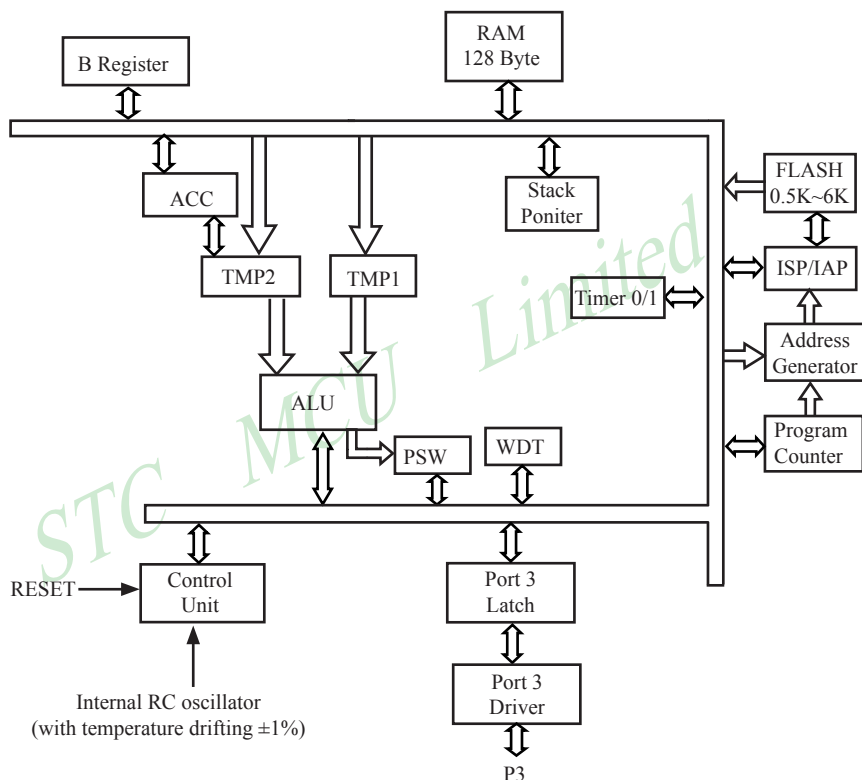 RAM
128 Byte
B Register
FLASH
0.5K~6K
ACC
Stack
Poniter
TMP2
TMP1
ISP/IAP
Timer 0/1
Address
Generator
ALU
PSW
WDT
Program
Counter
STC MCU Limited
RESET
Control
Unit
Port 3
Latch
Internal RC oscillator
(with temperature drifting ±1%)
Port 3
Driver
P3